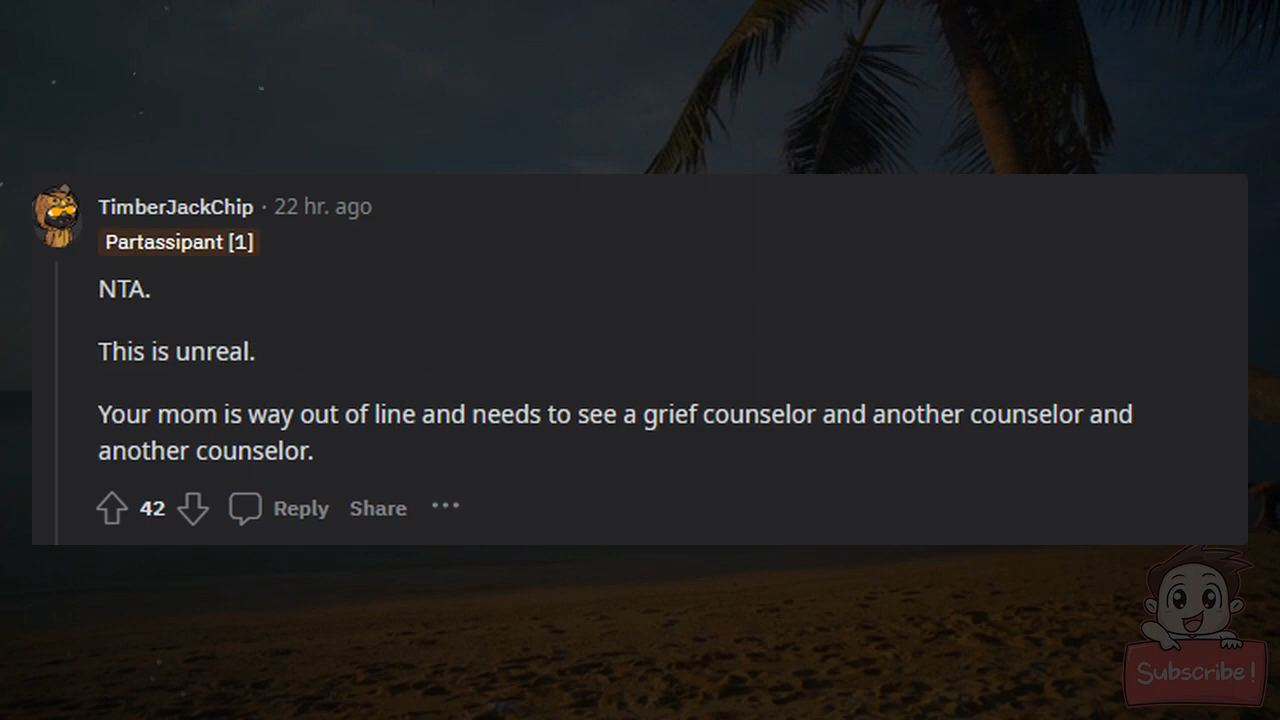 TimberJackChip · 22 hr. ago
Partassipant [1]
NTA.
This is unreal.
Your mom is way out of line and needs to see a grief counselor and another counselor and
another counselor.
42 Reply Share ···
Subscribe!